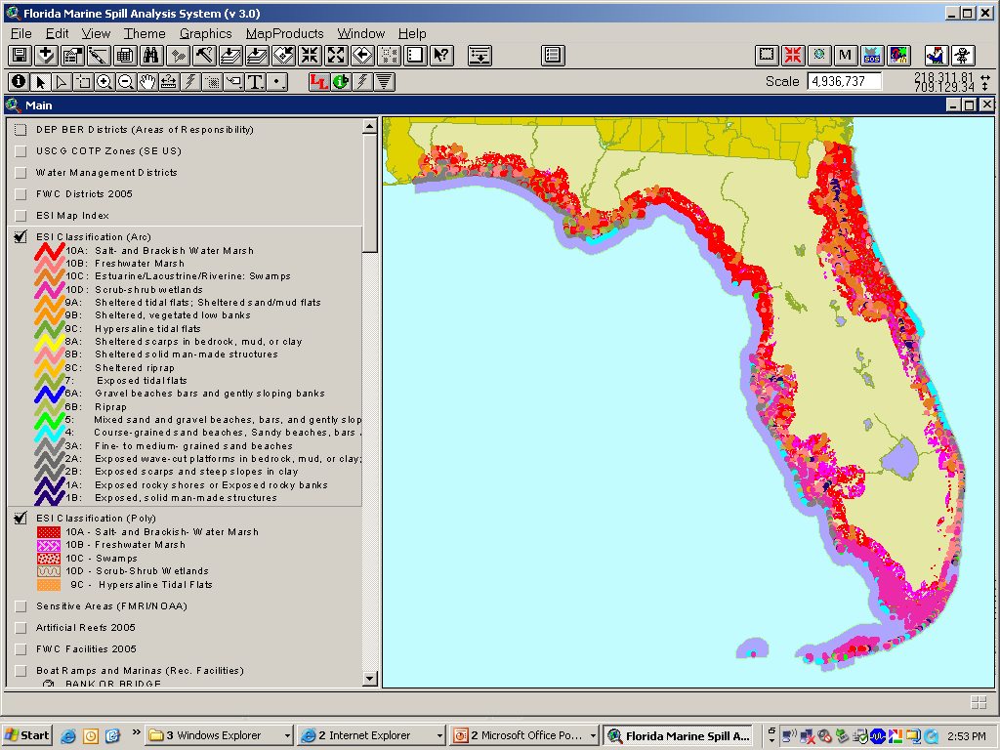 Florida Marine Spill Analysis System (v 3.0)
File Edit View Theme Graphics MapProducts Window Help
M SOS
Scale 4,936,737 218,311.81
709,129.34
Main
DEP BER Districts (Areas of Responsibility)
USCG COTP Zones (SE US)
Water Management Districts
FWC Districts 2005
ESI Map Index
ESI Classification (Arc)
10A: Salt- and Brackish Water Marsh
10B: Freshwater Marsh
10C: Estuarine/Lacustrine/Riverine: Swamps
10D: Scrub-shrub wetlands
9A: Sheltered tidal flats; Sheltered sand/mud flats
9B: Sheltered, vegetated low banks
9C: Hypersaline tidal flats
8A: Sheltered scarps in bedrock, mud, or clay
8B: Sheltered solid man-made structures
8C: Sheltered riprap
7: Exposed tidal flats
6A: Gravel beaches bars and gently sloping banks
6B: Riprap
5: Mixed sand and gravel beaches, bars, and gently slop
4: Course-grained sand beaches, Sandy beaches, bars
3A: Fine- to medium- grained sand beaches
2A: Exposed wave-cut platforms in bedrock, mud, or clay;
2B: Exposed scarps and steep slopes in clay
1A: Exposed rocky shores or Exposed rocky banks
1B: Exposed, solid man-made structures
ESI Classification (Poly)
10A - Salt- and Brackish- Water Marsh
10B - Freshwater Marsh
10C - Swamps
10D - Scrub-Shrub Wetlands
9C - Hypersaline Tidal Flats
Sensitive Areas (FMRI/NOAA)
Artificial Reefs 2005
FWC Facilities 2005
Boat Ramps and Marinas (Rec. Facilities)
BANK OR BRIDGE
Start » 3 Windows Explorer 2 Internet Explorer 2 Microsoft Office Po... Florida Marine Spill A... 2:53 PM